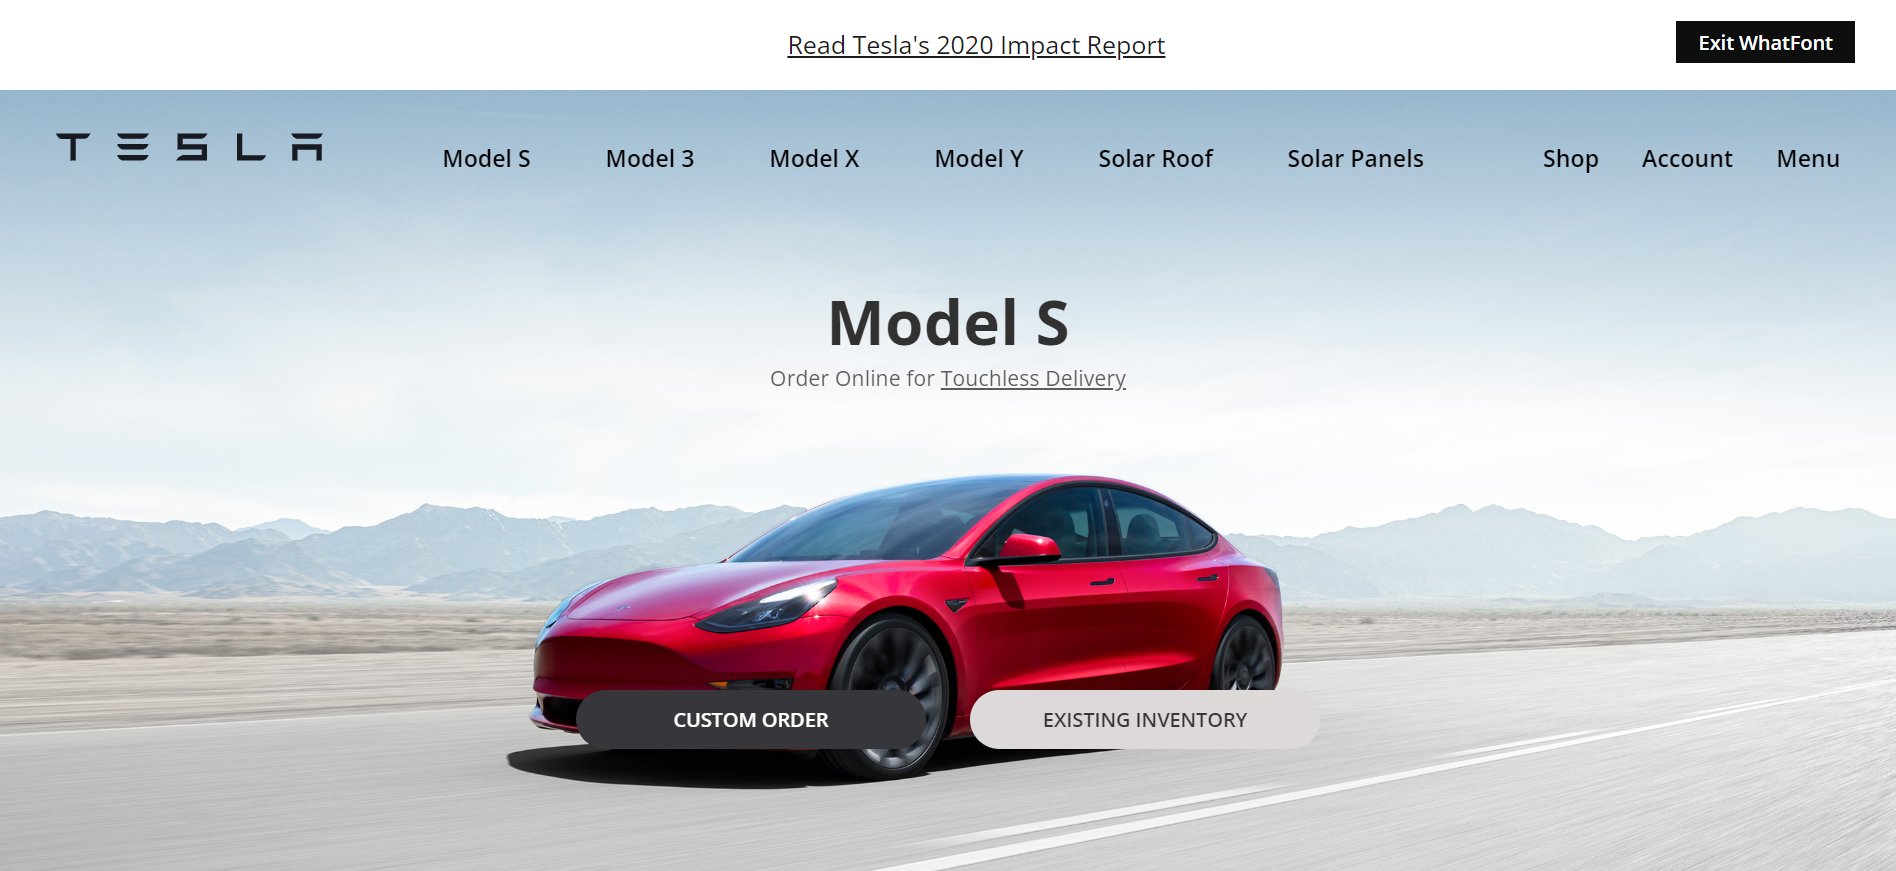 Read Tesla's 2020 Impact Report
Exit WhatFont
TESLA
Model S Model 3 Model X Model Y Solar Roof Solar Panels Shop Account Menu
Model S
Order Online for Touchless Delivery
CUSTOM ORDER
EXISTING INVENTORY